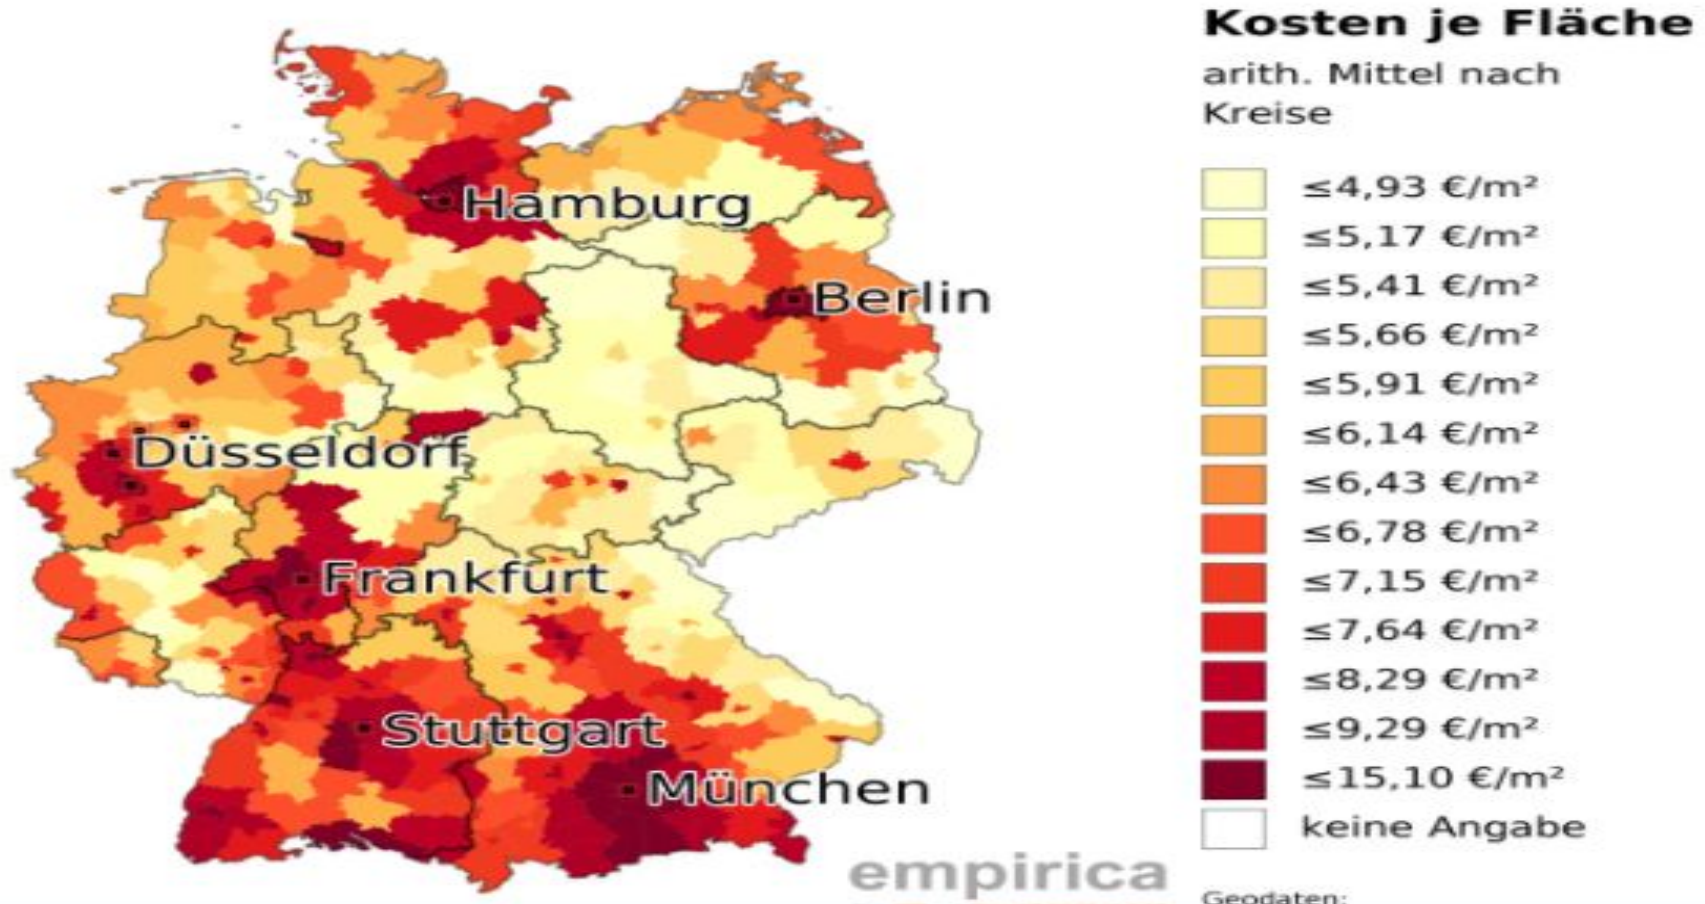 Kosten je Fläche
arith. Mittel nach
Kreise
≤4,93 €/m²
≤5,17 €/m²
≤5,41 €/m²
≤5,66 €/m²
≤5,91 €/m²
≤6,14 €/m²
≤6,43 €/m²
≤6,78 €/m²
≤7,15 €/m²
≤7,64 €/m²
≤8,29 €/m²
≤9,29 €/m²
≤15,10 €/m²
keine Angabe
Geodaten:
Hamburg
Berlin
Düsseldorf
Frankfurt
Stuttgart
München
empirica